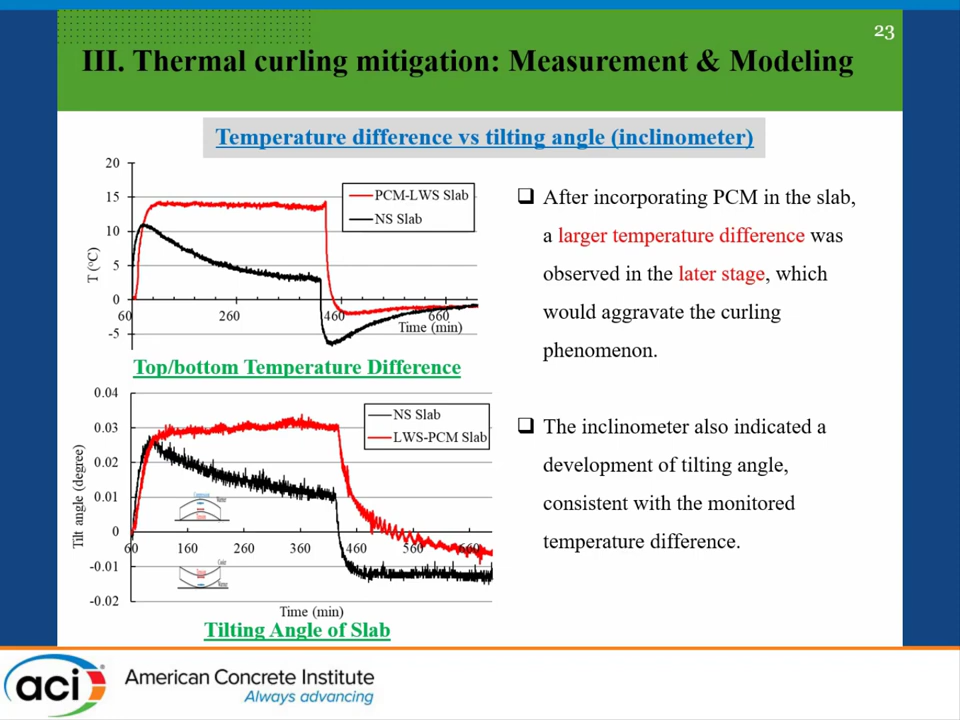 23
III. Thermal curling mitigation: Measurement & Modeling
Temperature difference vs tilting angle (inclinometer)
20
15
10
5
0
-5
T (°C)
PCM-LWS Slab
NS Slab
60
260
460
660
Time (min)
Top/bottom Temperature Difference
0.04
0.03
0.02
0.01
0
-0.01
-0.02
Tilt angle (degree)
NS Slab
LWS-PCM Slab
60
160
260
360
460
560
660
Time (min)
Tilting Angle of Slab
❑ After incorporating PCM in the slab,
a larger temperature difference was
observed in the later stage, which
would aggravate the curling
phenomenon.
❑ The inclinometer also indicated a
development of tilting angle,
consistent with the monitored
temperature difference.
aci
American Concrete Institute
Always advancing